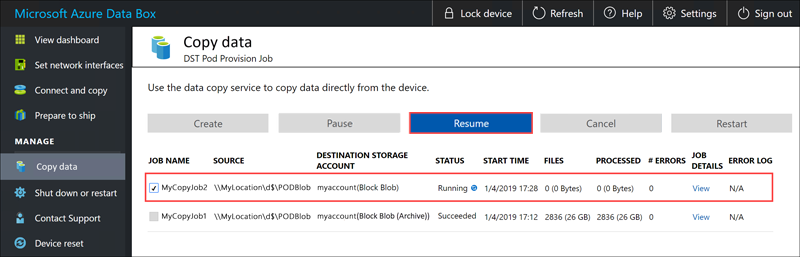 Microsoft Azure Data Box
Lock device
Refresh
Help
Settings
Sign out
View dashboard
Set network interfaces
Connect and copy
Prepare to ship
MANAGE
Copy data
Shut down or restart
Contact Support
Device reset
Copy data
DST Pod Provision Job
Use the data copy service to copy data directly from the device.
Create
Pause
Resume
Cancel
Restart
JOB NAME SOURCE DESTINATION STORAGE ACCOUNT STATUS START TIME FILES PROCESSED # ERRORS JOB DETAILS ERROR LOG
MyCopyJob2 \\MyLocation\d$\PODBlob myaccount(Block Blob) Running 1/4/2019 17:28 0 (0 Bytes) 0 (0 Bytes) 0 View N/A
MyCopyJob1 \\MyLocation\d$\PODBlob myaccount(Block Blob (Archive)) Succeeded 1/4/2019 17:12 2836 (26 GB) 2836 (26 GB) 0 View N/A